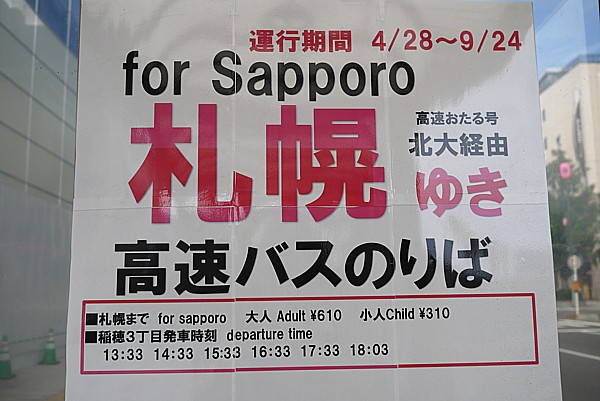 運行期間 4/28～9/24
for Sapporo
高速おたる号
北大経由
札幌ゆき
高速バスのりば
■札幌まで for sapporo 大人 Adult ¥610 小人Child ¥310
■稲穂3丁目発車時刻 departure time
13:33 14:33 15:33 16:33 17:33 18:03